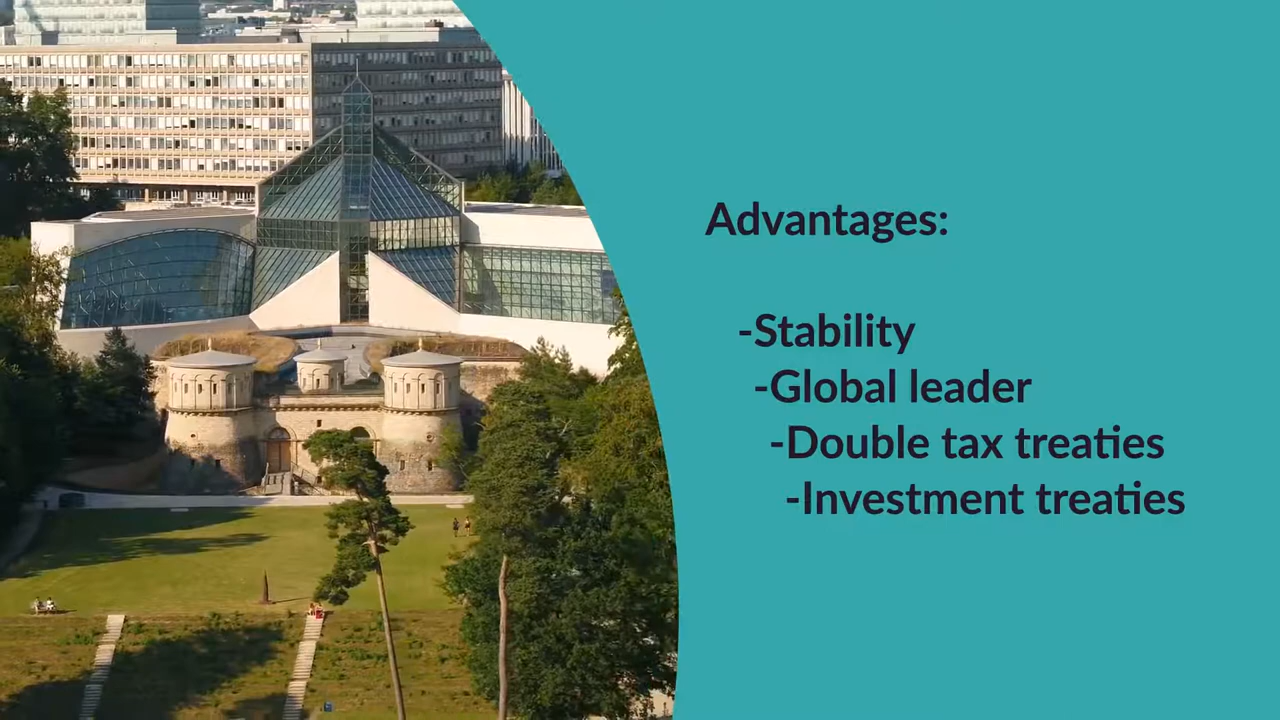 Advantages:
-Stability
-Global leader
-Double tax treaties
-Investment treaties